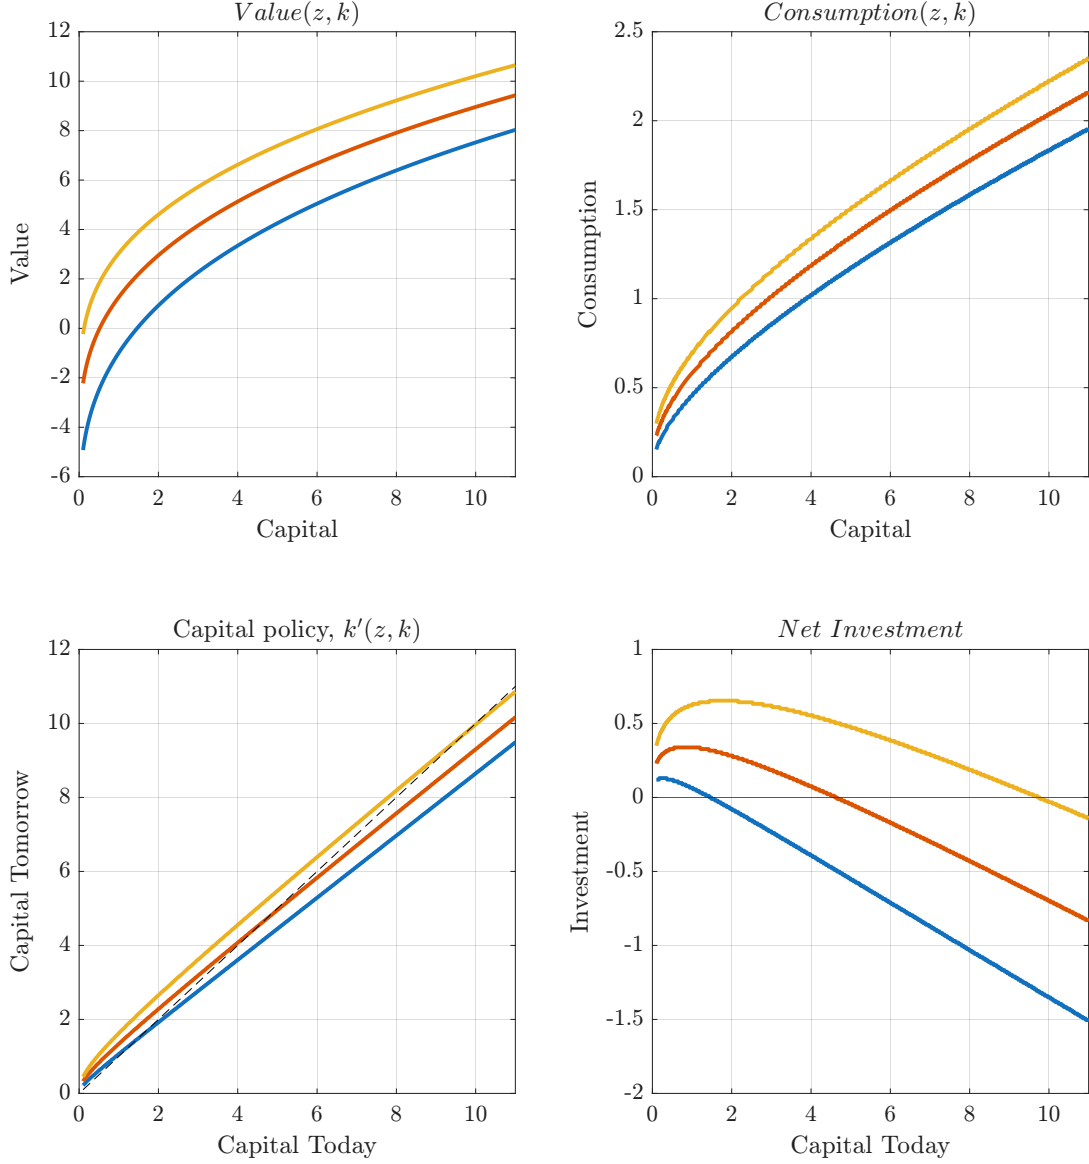 Value(z, k)
12
10
8
6
4
2
0
-2
-4
-6
0 2 4 6 8 10
Value
Capital
Consumption(z, k)
2.5
2
1.5
1
0.5
0
0 2 4 6 8 10
Consumption
Capital
Capital policy, k′(z, k)
12
10
8
6
4
2
0
0 2 4 6 8 10
Capital Tomorrow
Capital Today
Net Investment
1
0.5
0
-0.5
-1
-1.5
-2
0 2 4 6 8 10
Investment
Capital Today